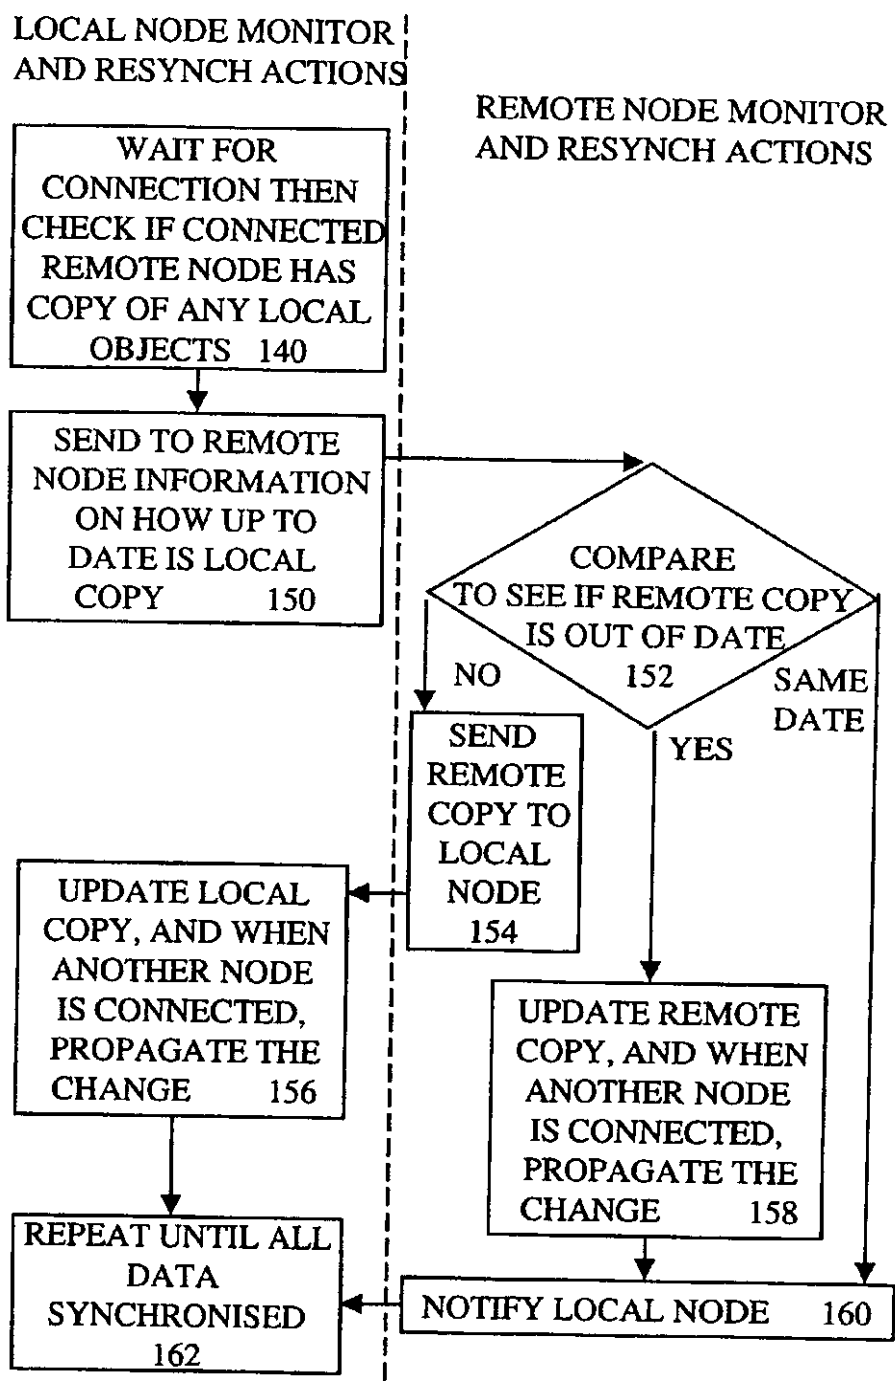 LOCAL NODE MONITOR
AND RESYNCH ACTIONS
REMOTE NODE MONITOR
AND RESYNCH ACTIONS
WAIT FOR
CONNECTION THEN
CHECK IF CONNECTED
REMOTE NODE HAS
COPY OF ANY LOCAL
OBJECTS 140
SEND TO REMOTE
NODE INFORMATION
ON HOW UP TO
DATE IS LOCAL
COPY 150
COMPARE
TO SEE IF REMOTE COPY
IS OUT OF DATE
152
NO
SAME
DATE
YES
SEND
REMOTE
COPY TO
LOCAL
NODE
154
UPDATE LOCAL
COPY, AND WHEN
ANOTHER NODE
IS CONNECTED,
PROPAGATE THE
CHANGE 156
UPDATE REMOTE
COPY, AND WHEN
ANOTHER NODE
IS CONNECTED,
PROPAGATE THE
CHANGE 158
REPEAT UNTIL ALL
DATA
SYNCHRONISED
162
NOTIFY LOCAL NODE 160